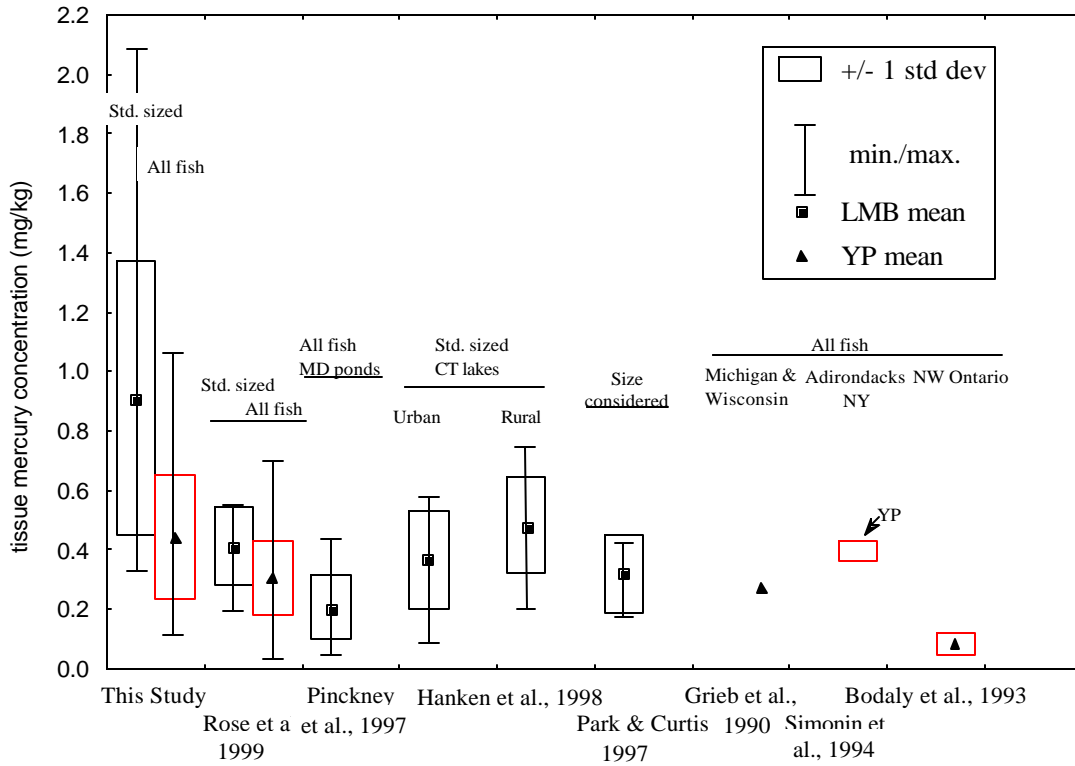 tissue mercury concentration (mg/kg)
2.2
2.0
1.8
1.6
1.4
1.2
1.0
0.8
0.6
0.4
0.2
0.0
+/- 1 std dev
min./max.
LMB mean
YP mean
Std. sized
All fish
Std. sized
All fish
All fish
MD ponds
Std. sized
CT lakes
Urban
Rural
Size
considered
All fish
Michigan &
Wisconsin
Adirondacks
NY
NW Ontario
YP
This Study
Rose et a
1999
Pinckney
et al., 1997
Hanken et al., 1998
Park & Curtis
1997
Grieb et al.,
1990
Simonin et
al., 1994
Bodaly et al., 1993